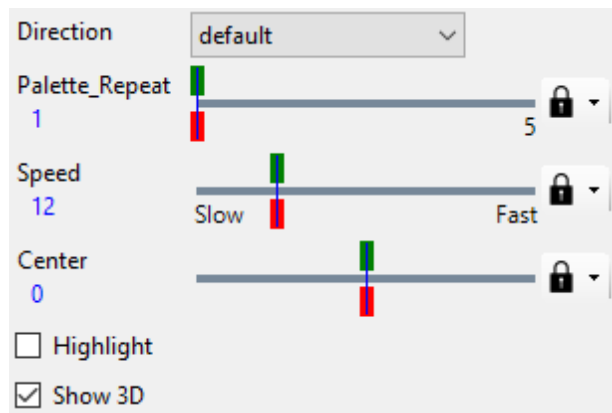 Direction default
Palette_Repeat
1
5
Speed
12
Slow Fast
Center
0
Highlight
Show 3D